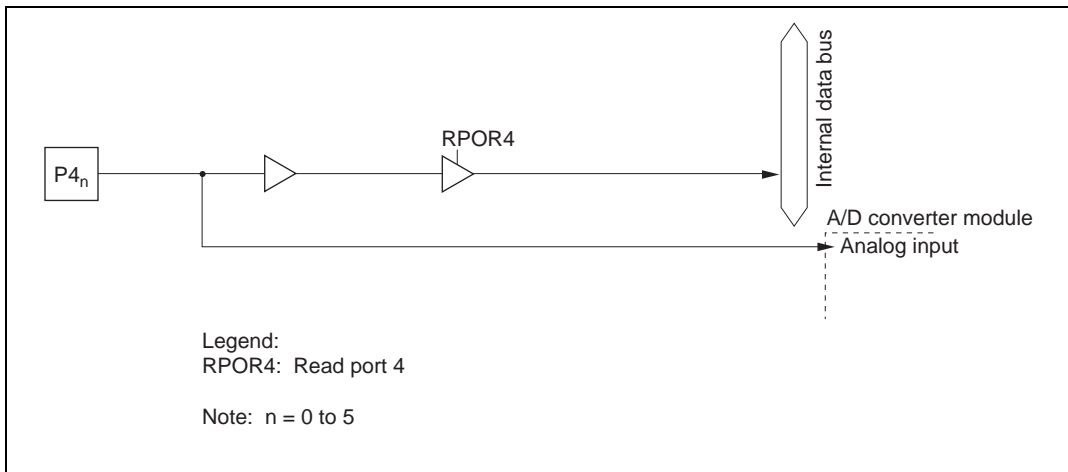 RPOR4
P4n
Internal data bus
A/D converter module
Analog input
Legend:
RPOR4: Read port 4
Note: n = 0 to 5